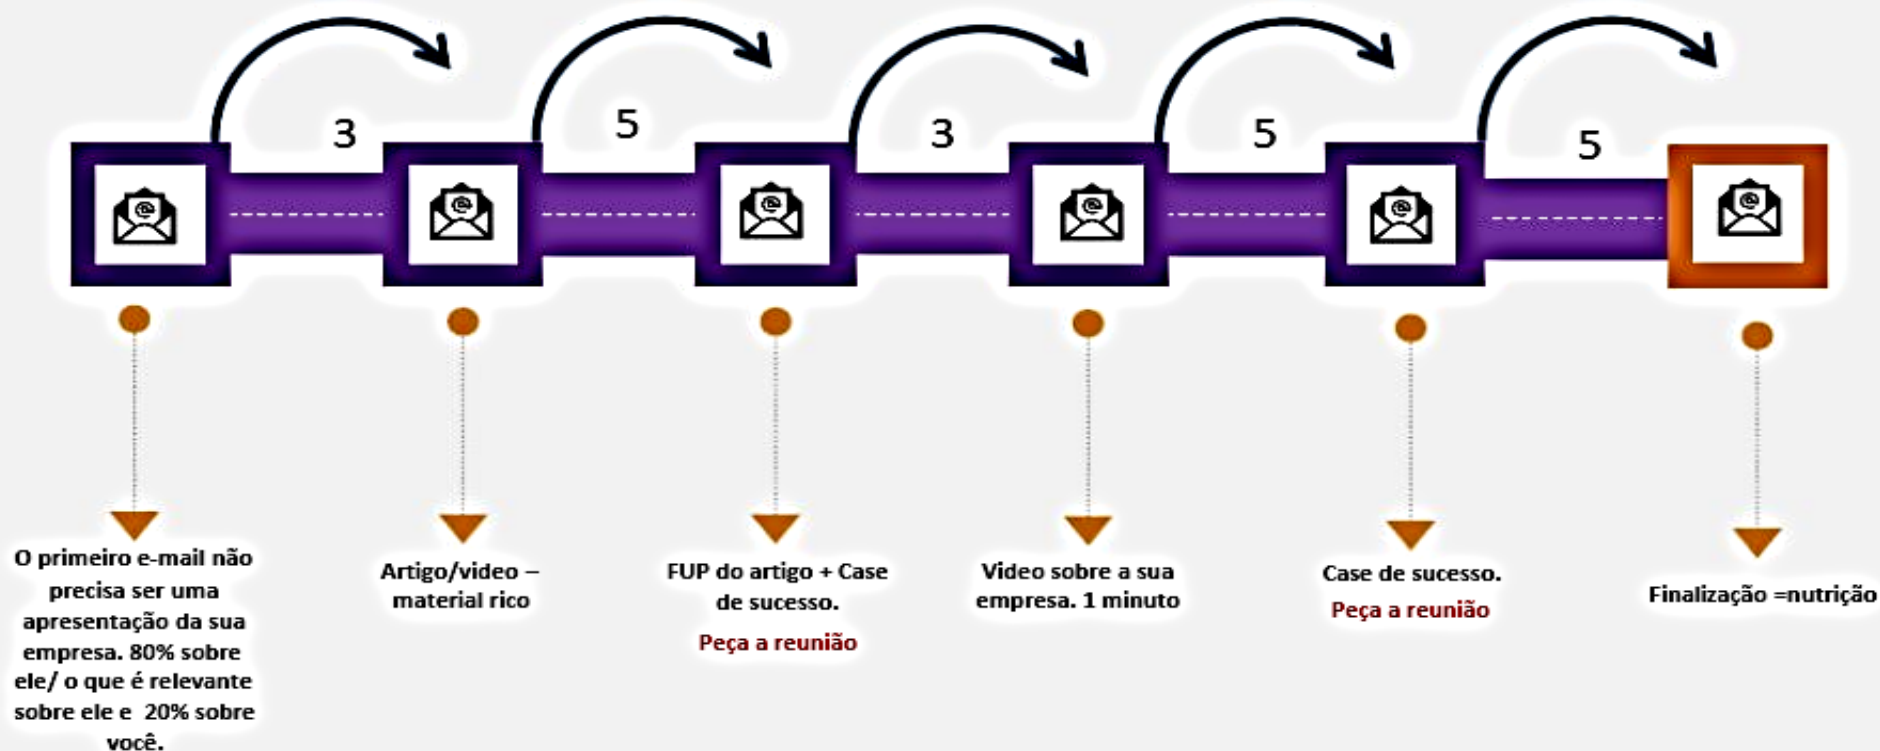 3
5
3
5
5
O primeiro e-mail não
precisa ser uma
apresentação da sua
empresa. 80% sobre
ele/ o que é relevante
sobre ele e 20% sobre
você.
Artigo/video –
material rico
FUP do artigo + Case
de sucesso.
Peça a reunião
Video sobre a sua
empresa. 1 minuto
Case de sucesso.
Peça a reunião
Finalização =nutrição